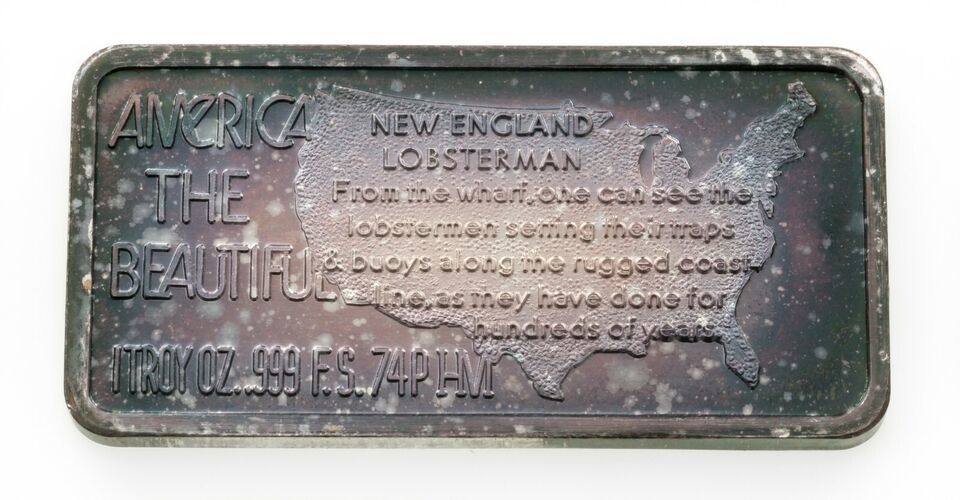 AMERICA
THE
BEAUTIFUL
1 TROY OZ..999 F.S. 74P HM
NEW ENGLAND
LOBSTERMAN
From the wharf, one can see the
lobstermen setting their traps
& buoys along the rugged coast
line, as they have done for
hundreds of years.